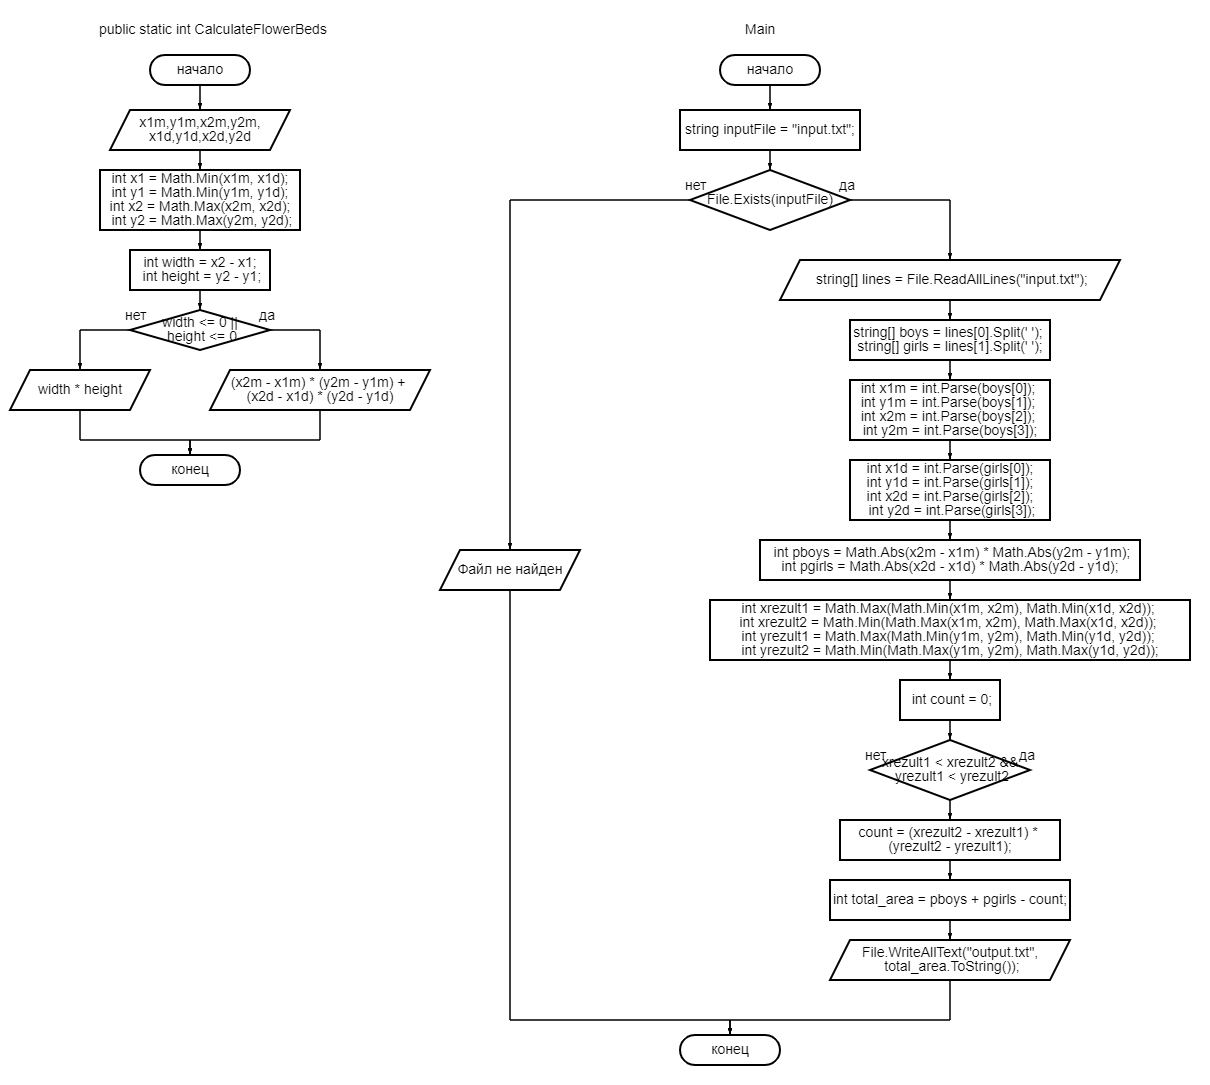 public static int CalculateFlowerBeds
начало
x1m,y1m,x2m,y2m,
x1d,y1d,x2d,y2d
int x1 = Math.Min(x1m, x1d);
int y1 = Math.Min(y1m, y1d);
int x2 = Math.Max(x2m, x2d);
int y2 = Math.Max(y2m, y2d);
int width = x2 - x1;
int height = y2 - y1;
нет
width <= 0 ||
height <= 0
да
width * height
(x2m - x1m) * (y2m - y1m) +
(x2d - x1d) * (y2d - y1d)
конец
Main
начало
string inputFile = "input.txt";
нет
File.Exists(inputFile)
да
string[] lines = File.ReadAllLines("input.txt");
string[] boys = lines[0].Split(' ');
string[] girls = lines[1].Split(' ');
int x1m = int.Parse(boys[0]);
int y1m = int.Parse(boys[1]);
int x2m = int.Parse(boys[2]);
int y2m = int.Parse(boys[3]);
int x1d = int.Parse(girls[0]);
int y1d = int.Parse(girls[1]);
int x2d = int.Parse(girls[2]);
int y2d = int.Parse(girls[3]);
int pboys = Math.Abs(x2m - x1m) * Math.Abs(y2m - y1m);
int pgirls = Math.Abs(x2d - x1d) * Math.Abs(y2d - y1d);
Файл не найден
int xrezult1 = Math.Max(Math.Min(x1m, x2m), Math.Min(x1d, x2d));
int xrezult2 = Math.Min(Math.Max(x1m, x2m), Math.Max(x1d, x2d));
int yrezult1 = Math.Max(Math.Min(y1m, y2m), Math.Min(y1d, y2d));
int yrezult2 = Math.Min(Math.Max(y1m, y2m), Math.Max(y1d, y2d));
int count = 0;
нет
xrezult1 < xrezult2 &&
yrezult1 < yrezult2
да
count = (xrezult2 - xrezult1) *
(yrezult2 - yrezult1);
int total_area = pboys + pgirls - count;
File.WriteAllText("output.txt",
total_area.ToString());
конец